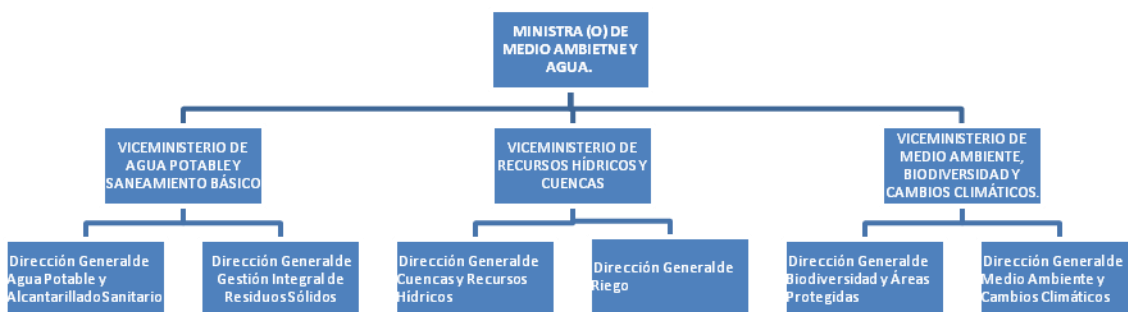 MINISTRA (O) DE
MEDIO AMBIETNE Y
AGUA.
VICEMINISTERIO DE
AGUA POTABLE Y
SANEAMIENTO BÁSICO
VICEMINISTERIO DE
RECURSOS HÍDRICOS Y
CUENCAS
VICEMINISTERIO DE
MEDIO AMBIENTE,
BIODIVERSIDAD Y
CAMBIOS CLIMÁTICOS.
Dirección General de
Agua Potable y
Alcantarillado Sanitario
Dirección General de
Gestión Integral de
Residuos Sólidos
Dirección General de
Cuencas y Recursos
Hídricos
Dirección General de
Riego
Dirección General de
Biodiversidad y Áreas
Protegidas
Dirección General de
Medio Ambiente y
Cambios Climáticos